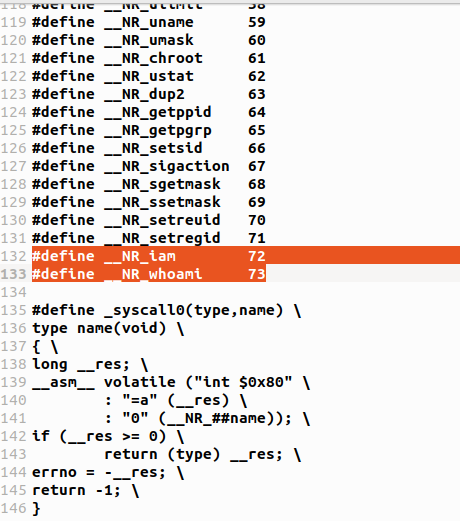 118 #define __NR_ulimit 58
119 #define __NR_uname 59
120 #define __NR_umask 60
121 #define __NR_chroot 61
122 #define __NR_ustat 62
123 #define __NR_dup2 63
124 #define __NR_getppid 64
125 #define __NR_getpgrp 65
126 #define __NR_setsid 66
127 #define __NR_sigaction 67
128 #define __NR_sgetmask 68
129 #define __NR_ssetmask 69
130 #define __NR_setreuid 70
131 #define __NR_setregid 71
132 #define __NR_iam 72
133 #define __NR_whoami 73
134
135 #define _syscall0(type,name) \
136 type name(void) \
137 { \
138 long __res; \
139 __asm__ volatile ("int $0x80" \
140 : "=a" (__res) \
141 : "0" (__NR_##name)); \
142 if (__res >= 0) \
143 return (type) __res; \
144 errno = -__res; \
145 return -1; \
146 }